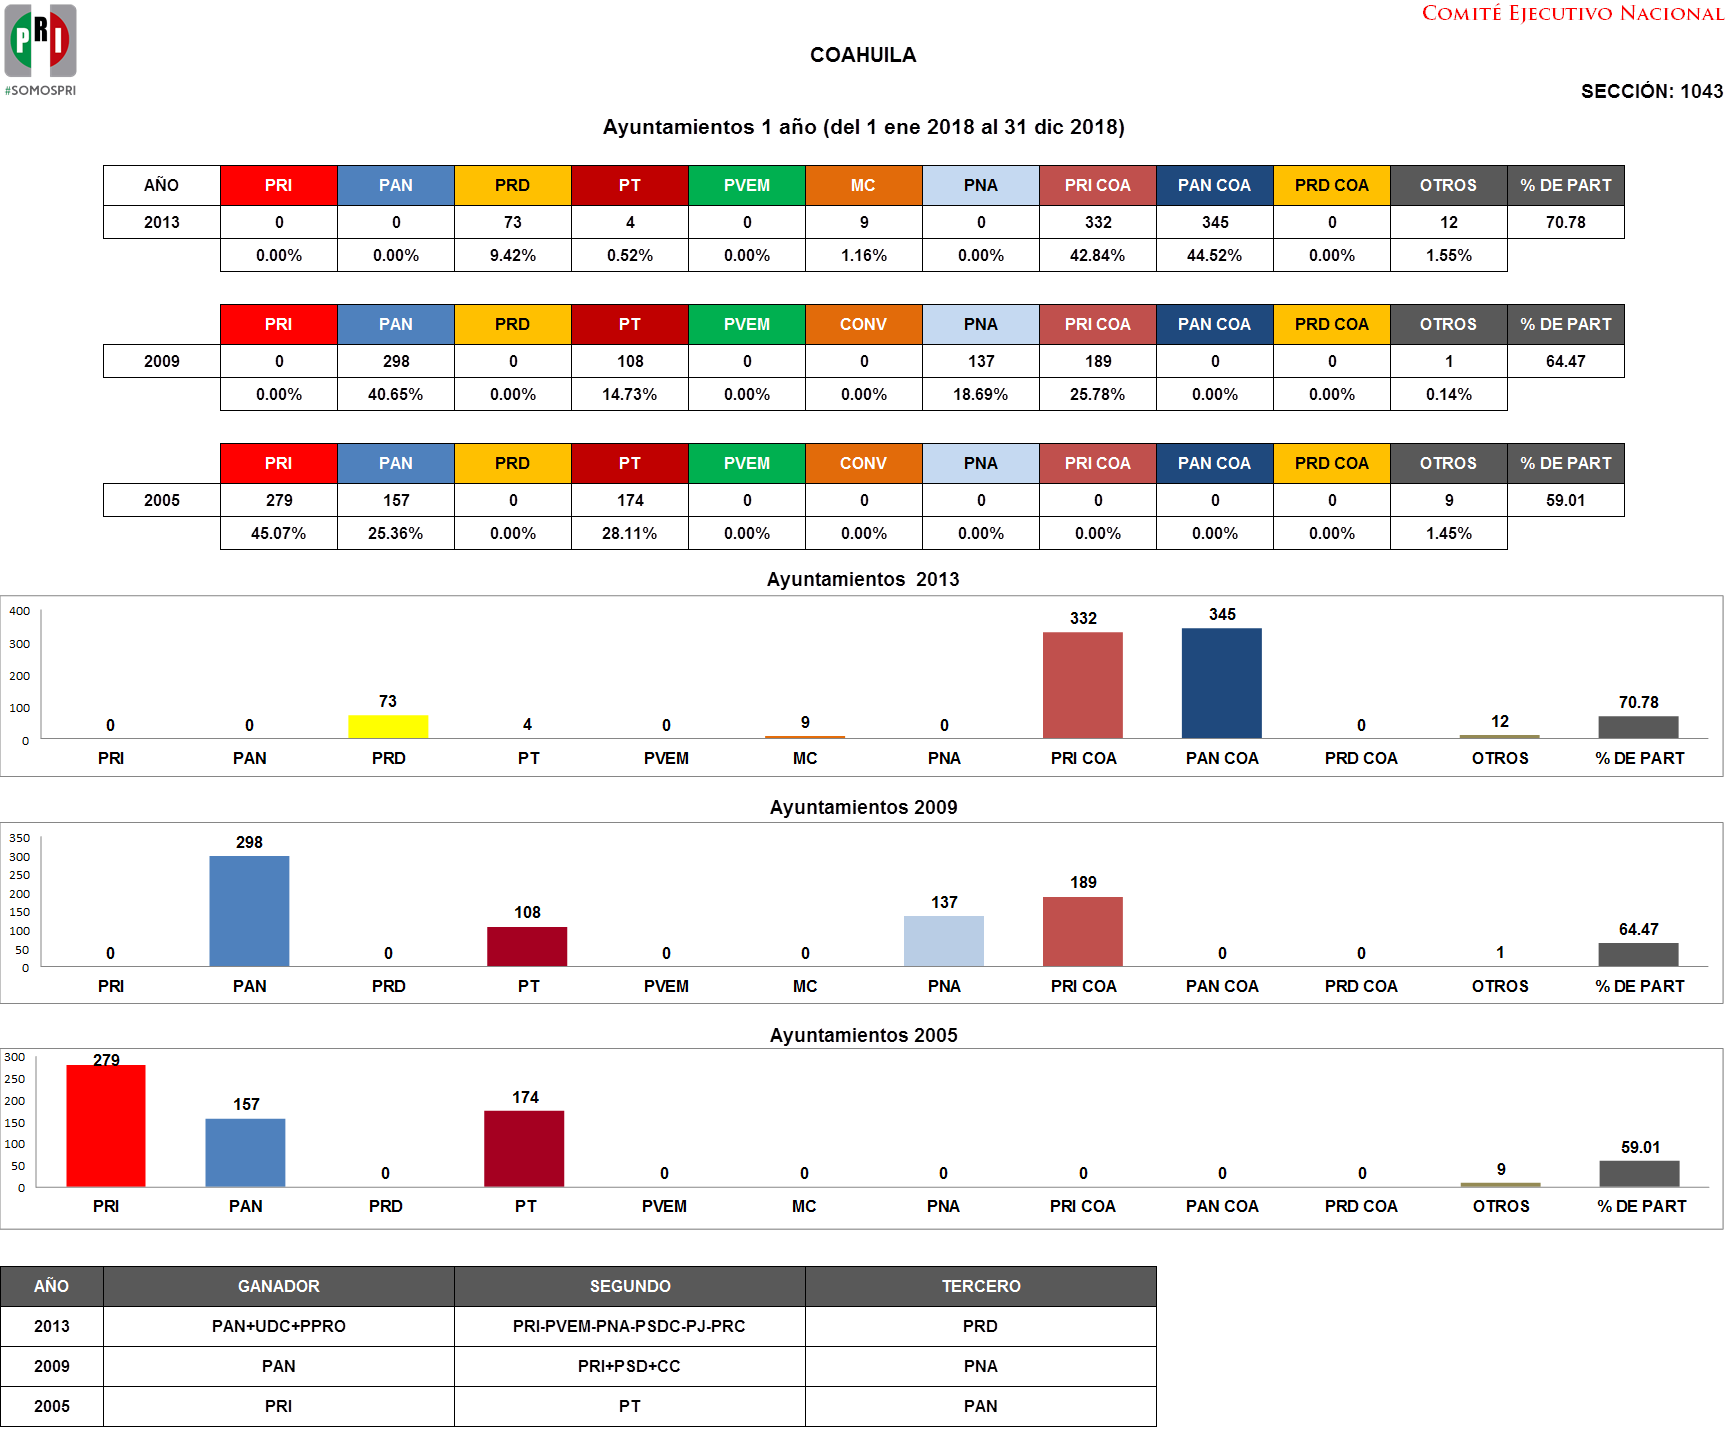 PRI
#SOMOSPRI
COMITÉ EJECUTIVO NACIONAL
COAHUILA
SECCIÓN: 1043
Ayuntamientos 1 año (del 1 ene 2018 al 31 dic 2018)
AÑO PRI PAN PRD PT PVEM MC PNA PRI COA PAN COA PRD COA OTROS % DE PART
2013 0 0 73 4 0 9 0 332 345 0 12 70.78
0.00% 0.00% 9.42% 0.52% 0.00% 1.16% 0.00% 42.84% 44.52% 0.00% 1.55%
PRI PAN PRD PT PVEM CONV PNA PRI COA PAN COA PRD COA OTROS % DE PART
2009 0 298 0 108 0 0 137 189 0 0 1 64.47
0.00% 40.65% 0.00% 14.73% 0.00% 0.00% 18.69% 25.78% 0.00% 0.00% 0.14%
PRI PAN PRD PT PVEM CONV PNA PRI COA PAN COA PRD COA OTROS % DE PART
2005 279 157 0 174 0 0 0 0 0 0 9 59.01
45.07% 25.36% 0.00% 28.11% 0.00% 0.00% 0.00% 0.00% 0.00% 0.00% 1.45%
Ayuntamientos 2013
400
300
200
100
0
0 0 73 4 0 9 0 332 345 0 12 70.78
PRI PAN PRD PT PVEM MC PNA PRI COA PAN COA PRD COA OTROS % DE PART
Ayuntamientos 2009
350
300
250
200
150
100
50
0
0 298 0 108 0 0 137 189 0 0 1 64.47
PRI PAN PRD PT PVEM MC PNA PRI COA PAN COA PRD COA OTROS % DE PART
Ayuntamientos 2005
300
250
200
150
100
50
0
279 157 0 174 0 0 0 0 0 0 9 59.01
PRI PAN PRD PT PVEM MC PNA PRI COA PAN COA PRD COA OTROS % DE PART
AÑO GANADOR SEGUNDO TERCERO
2013 PAN+UDC+PPRO PRI-PVEM-PNA-PSDC-PJ-PRC PRD
2009 PAN PRI+PSD+CC PNA
2005 PRI PT PAN